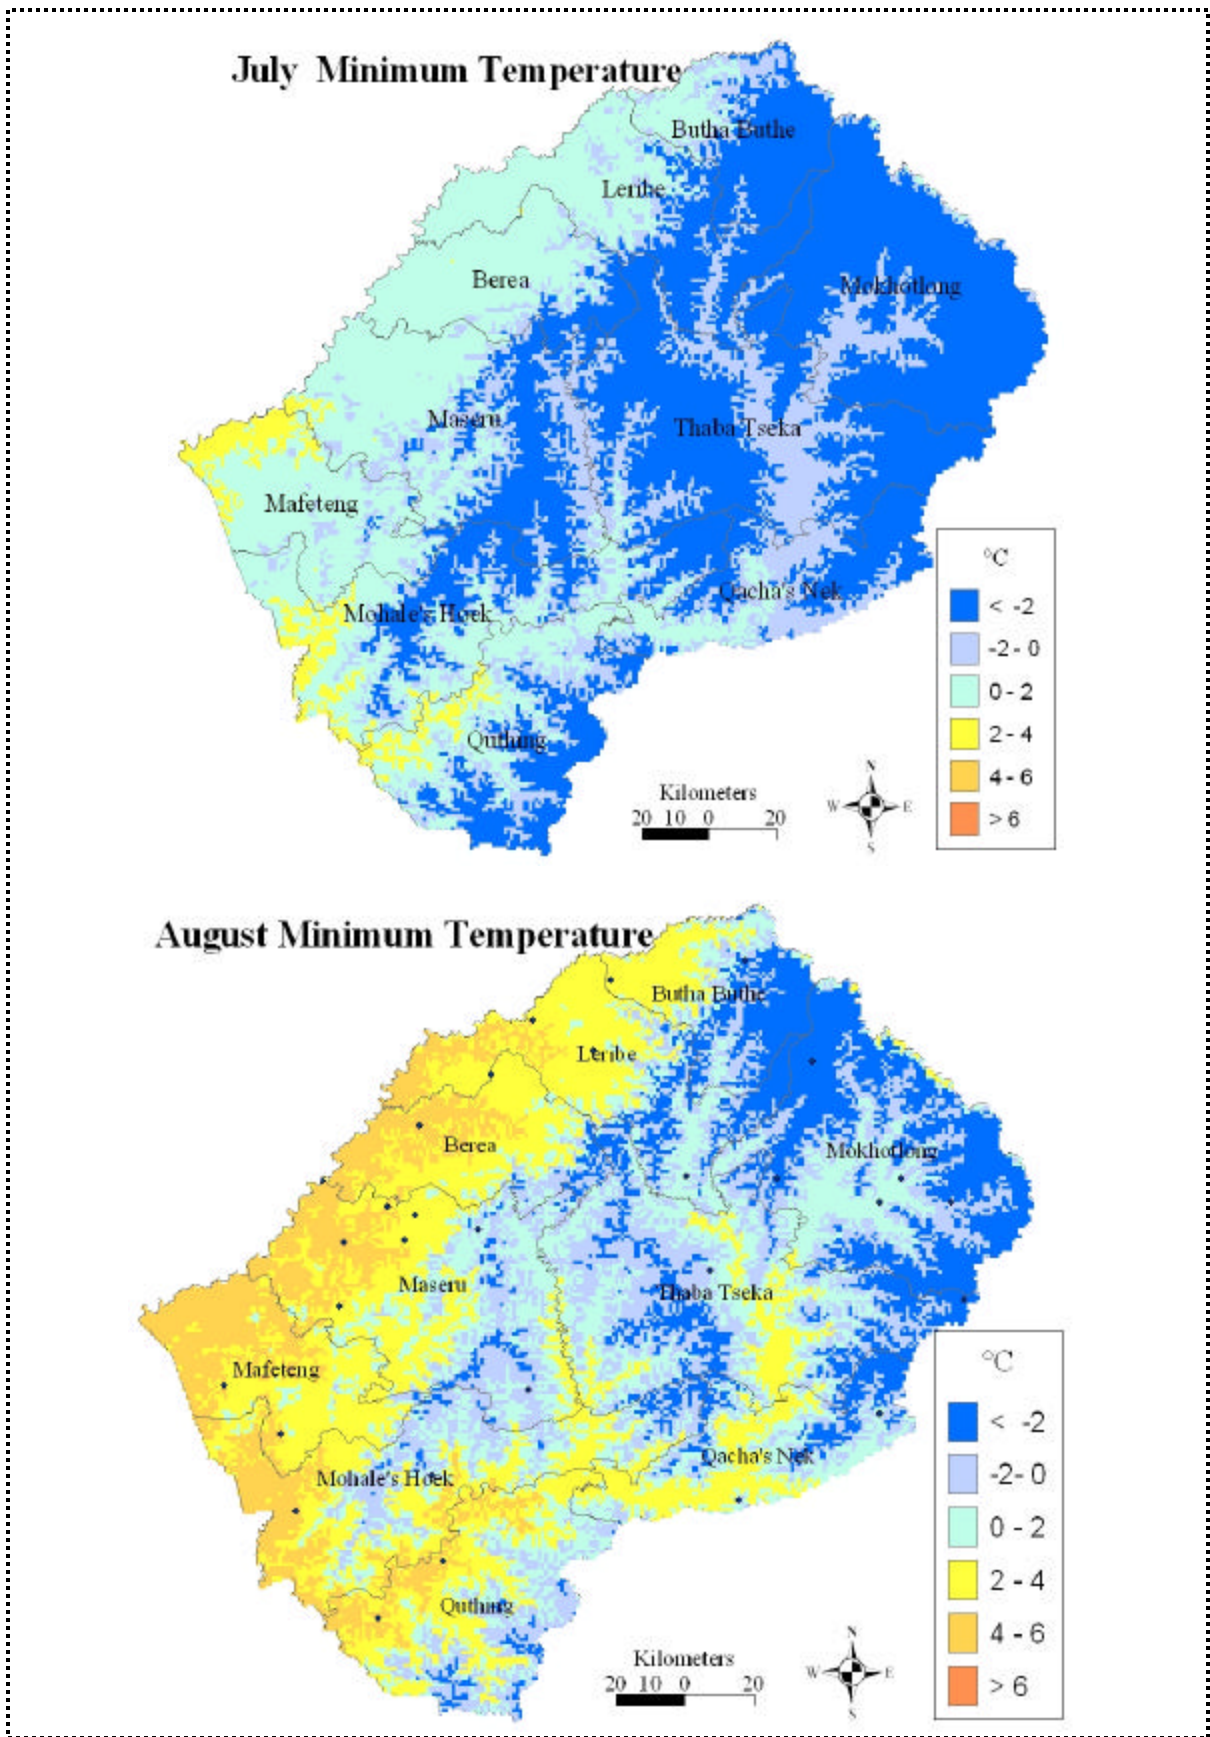 July Minimum Temperature
Butha Buthe
Leribe
Berea
Mokhotlong
Maseru
Thaba Tseka
Mafeteng
°C
Qacha's Nek
< -2
Mohale's Hoek
-2 - 0
0 - 2
2 - 4
Quthing
N
4 - 6
Kilometers
W E
20 10 0 20
> 6
S
August Minimum Temperature
Butha Buthe
Leribe
Berea
Mokhotlong
Maseru
Thaba Tseka
°C
Mafeteng
< -2
Qacha's Nek
-2- 0
Mohale's Hoek
0 - 2
2 - 4
Quthing
N
4 - 6
Kilometers
W E
20 10 0 20
> 6
S